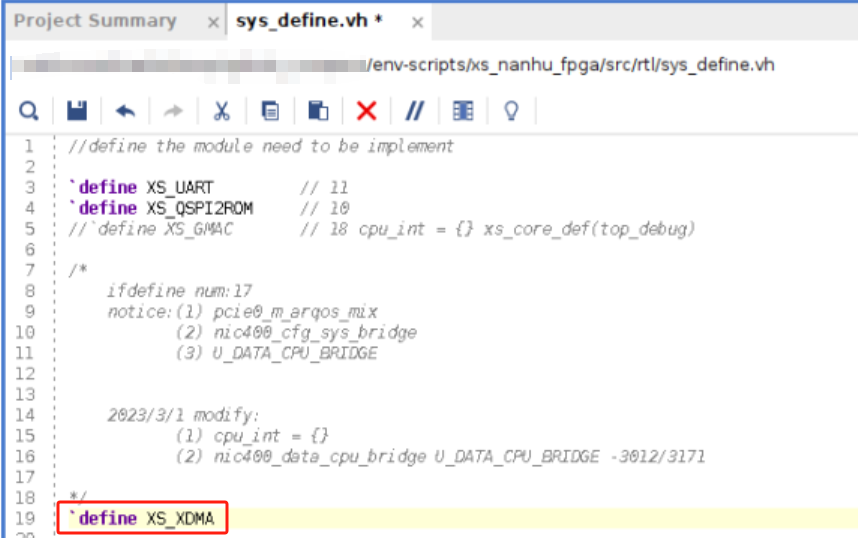 Project Summary × sys_define.vh * ×
/env-scripts/xs_nanhu_fpga/src/rtl/sys_define.vh
1 //define the module need to be implement
2
3 `define XS_UART // 11
4 `define XS_QSPI2ROM // 10
5 //`define XS_GMAC // 18 cpu_int = {} xs_core_def(top_debug)
6
7 /*
8 ifdefine num:17
9 notice:(1) pcie0_m_arqos_mix
10 (2) nic400_cfg_sys_bridge
11 (3) U_DATA_CPU_BRIDGE
12
13
14 2023/3/1 modify:
15 (1) cpu_int = {}
16 (2) nic400_data_cpu_bridge U_DATA_CPU_BRIDGE -3012/3171
17
18 */
19 `define XS_XDMA
20